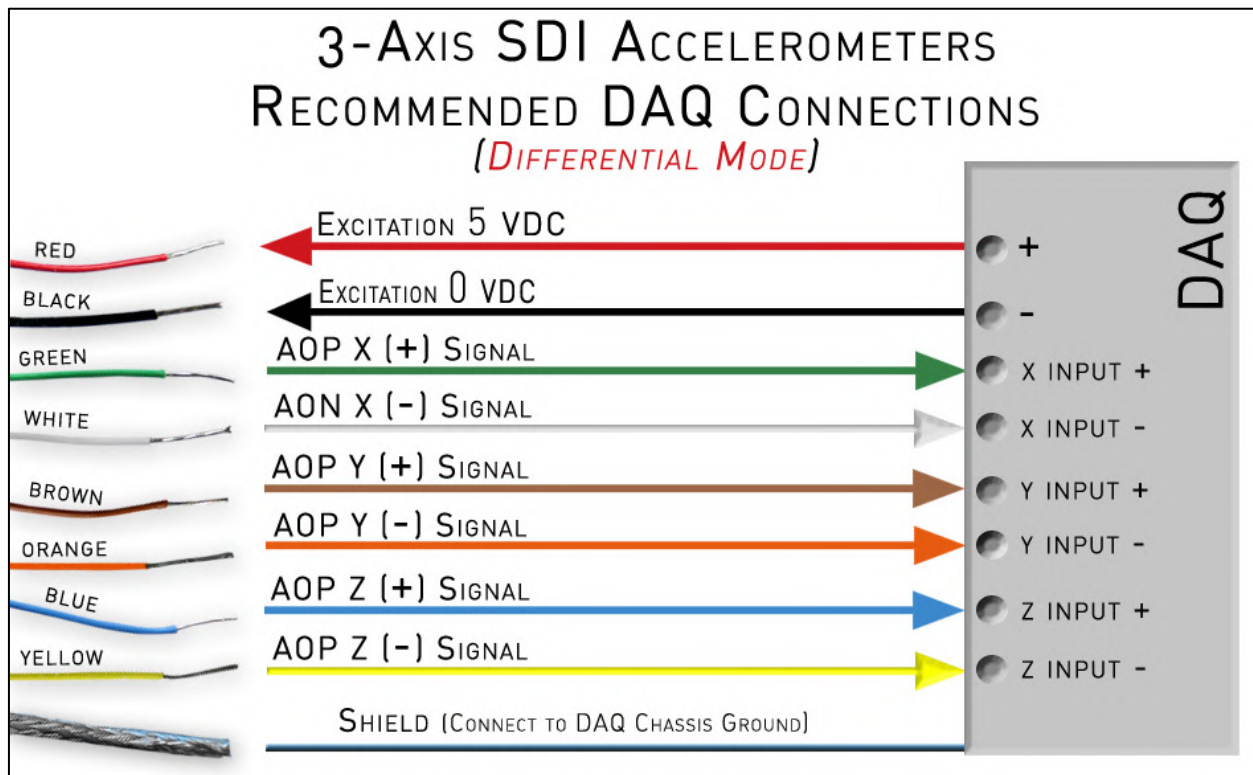 3-Axis SDI Accelerometers
Recommended DAQ Connections
(Differential Mode)
DAQ
RED
Excitation 5 VDC
+
BLACK
Excitation 0 VDC
-
GREEN
AOP X (+) Signal
X INPUT +
WHITE
AON X (-) Signal
X INPUT -
BROWN
AOP Y (+) Signal
Y INPUT +
ORANGE
AOP Y (-) Signal
Y INPUT -
BLUE
AOP Z (+) Signal
Z INPUT +
YELLOW
AOP Z (-) Signal
Z INPUT -
Shield (Connect to DAQ Chassis Ground)